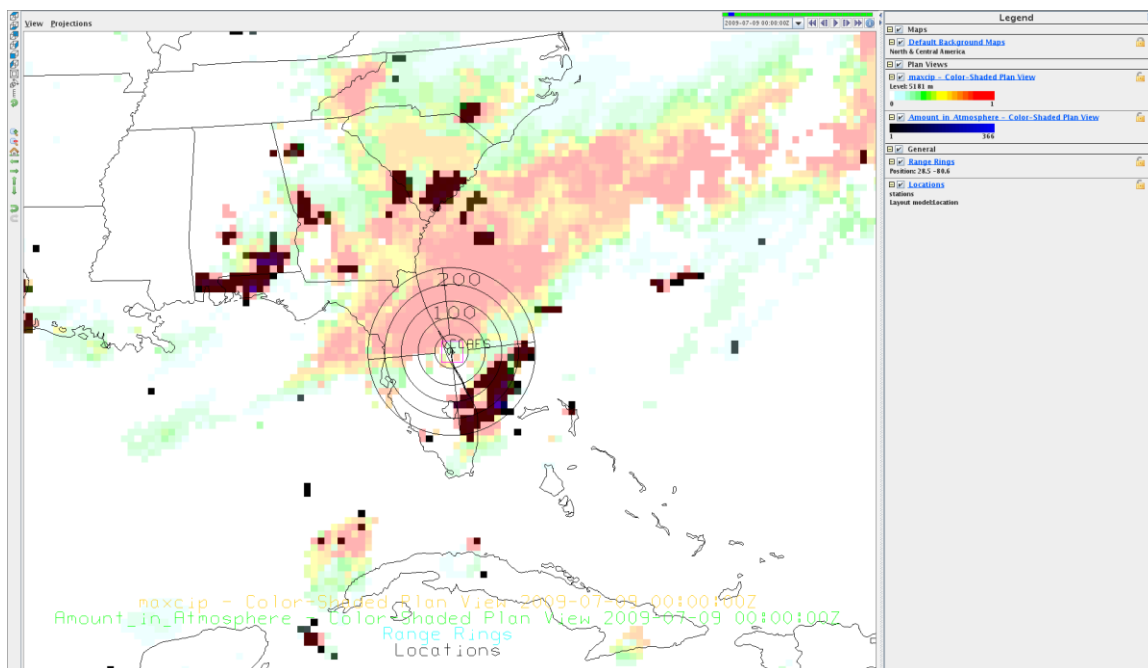 View Projections
2009-07-09 00:00:00Z
Legend
Maps
Default Background Maps
North & Central America
Plan Views
maxcip - Color-Shaded Plan View
Level: 5181 m
0 1
Amount_in_Atmosphere - Color-Shaded Plan View
1 366
General
Range Rings
Position: 28.5 -80.6
Locations
stations
Layout model:Location
200
100
maxcip - Color-Shaded Plan View 2009-07-09 00:00:00Z
Amount_in_Atmosphere - Color-Shaded Plan View 2009-07-09 00:00:00Z
Range Rings
Locations